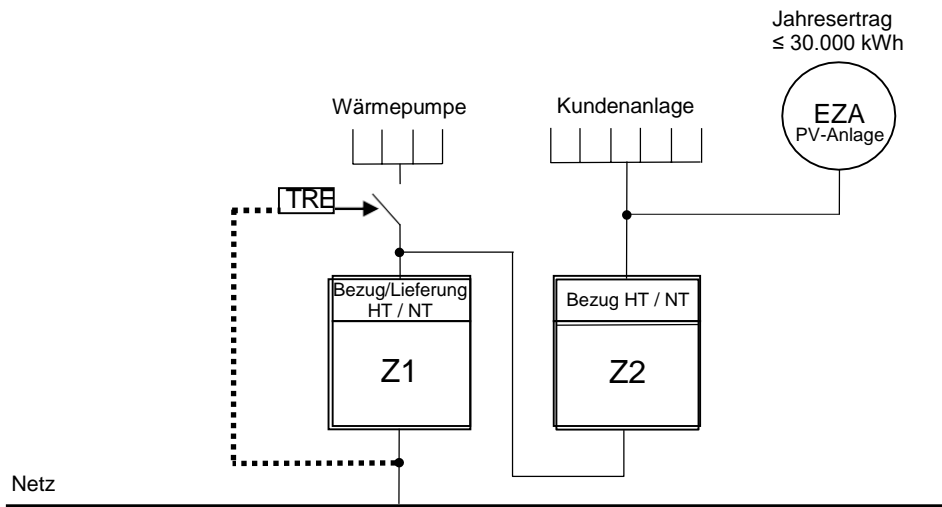 Jahresertrag
≤ 30.000 kWh
Wärmepumpe
Kundenanlage
EZA
PV-Anlage
TRE
Bezug/Lieferung
HT / NT
Bezug HT / NT
Z1
Z2
Netz